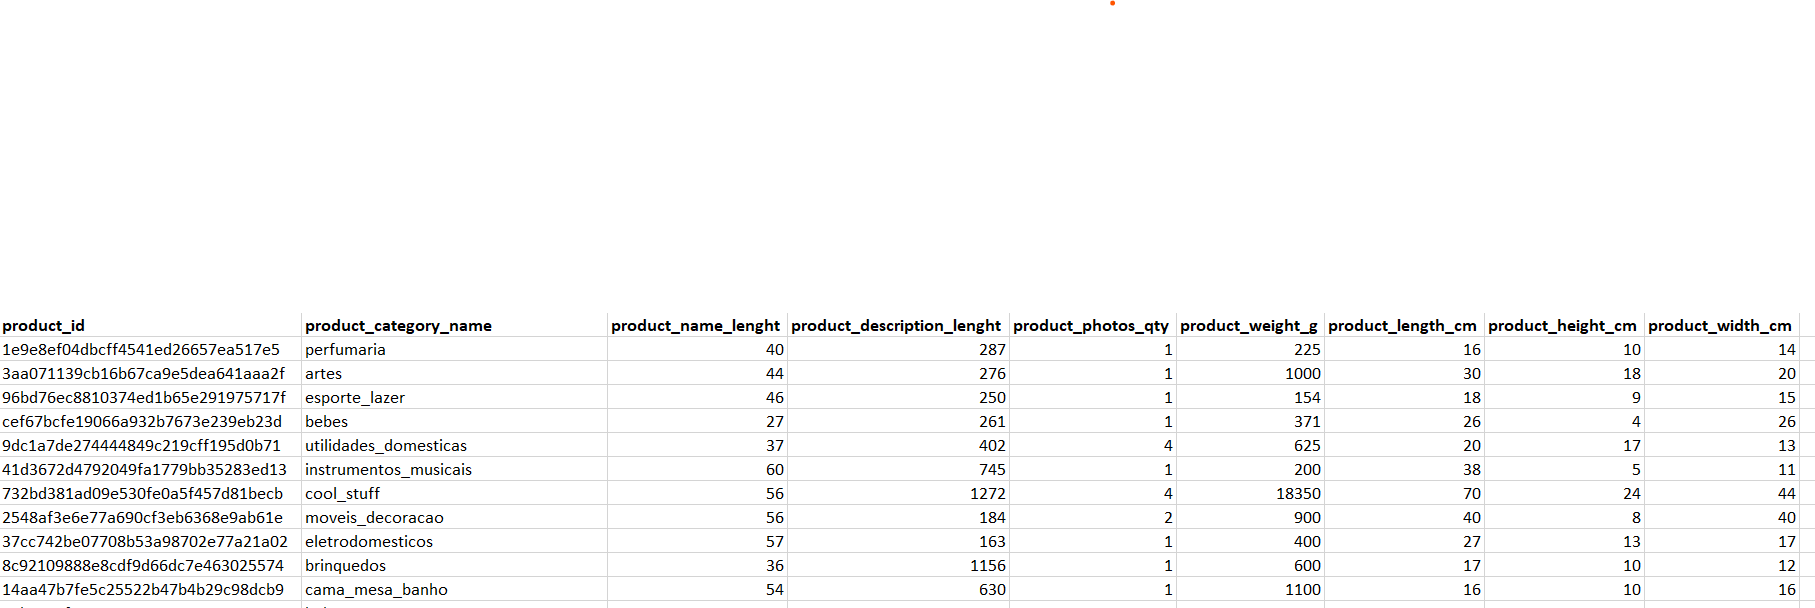 product_id product_category_name product_name_lenght product_description_lenght product_photos_qty product_weight_g product_length_cm product_height_cm product_width_cm
1e9e8ef04dbcff4541ed26657ea517e5 perfumaria 40 287 1 225 16 10 14
3aa071139cb16b67ca9e5dea641aaa2f artes 44 276 1 1000 30 18 20
96bd76ec8810374ed1b65e291975717f esporte_lazer 46 250 1 154 18 9 15
cef67bcfe19066a932b7673e239eb23d bebes 27 261 1 371 26 4 26
9dc1a7de274444849c219cff195d0b71 utilidades_domesticas 37 402 4 625 20 17 13
41d3672d4792049fa1779bb35283ed13 instrumentos_musicais 60 745 1 200 38 5 11
732bd381ad09e530fe0a5f457d81becb cool_stuff 56 1272 4 18350 70 24 44
2548af3e6e77a690cf3eb6368e9ab61e moveis_decoracao 56 184 2 900 40 8 40
37cc742be07708b53a98702e77a21a02 eletrodomesticos 57 163 1 400 27 13 17
8c92109888e8cdf9d66dc7e463025574 brinquedos 36 1156 1 600 17 10 12
14aa47b7fe5c25522b47b4b29c98dcb9 cama_mesa_banho 54 630 1 1100 16 10 16